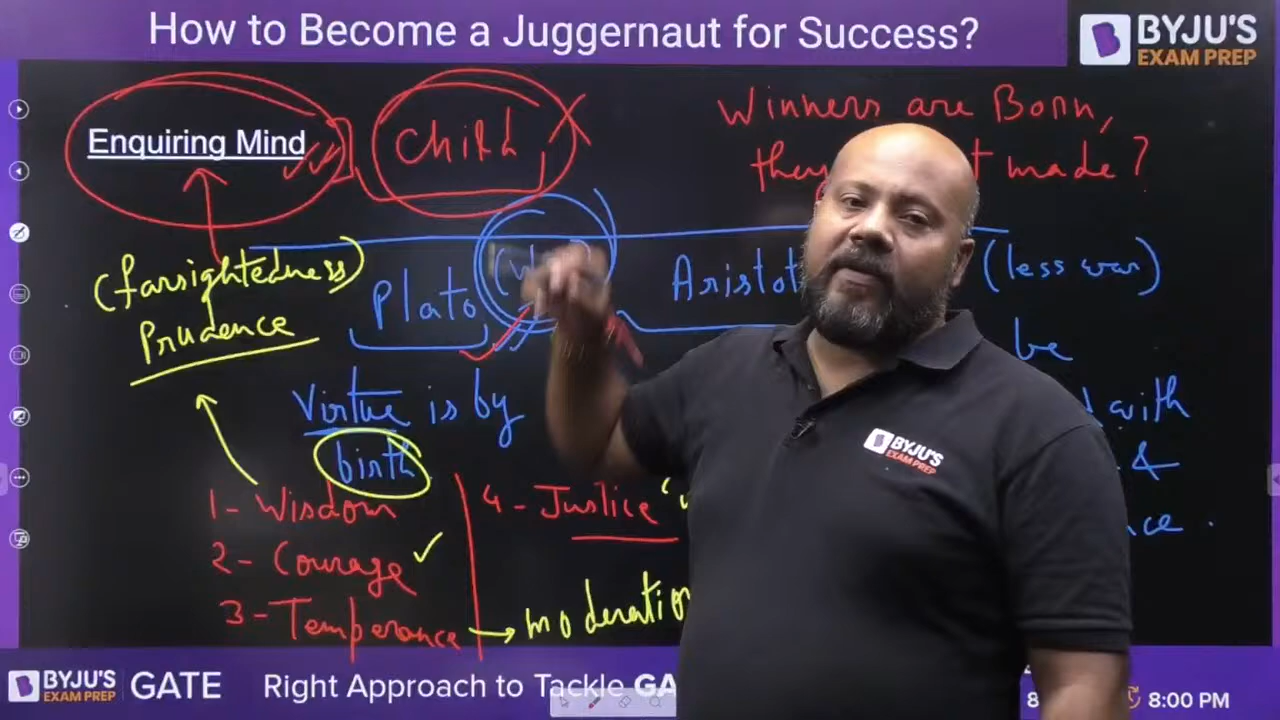 How to Become a Juggernaut for Success?
BYJU'S
EXAM PREP
Enquiring Mind
Child
Winners are Born,
they made?
(farsightedness)
Prudence
Plato
(less war)
be
Virtue is by
birth
with
&
1- Wisdom
2- Courage
3- Temperance
4- Justice
moderation
BYJU'S
EXAM PREP
BYJU'S
EXAM PREP
GATE
Right Approach to Tackle
8:00 PM